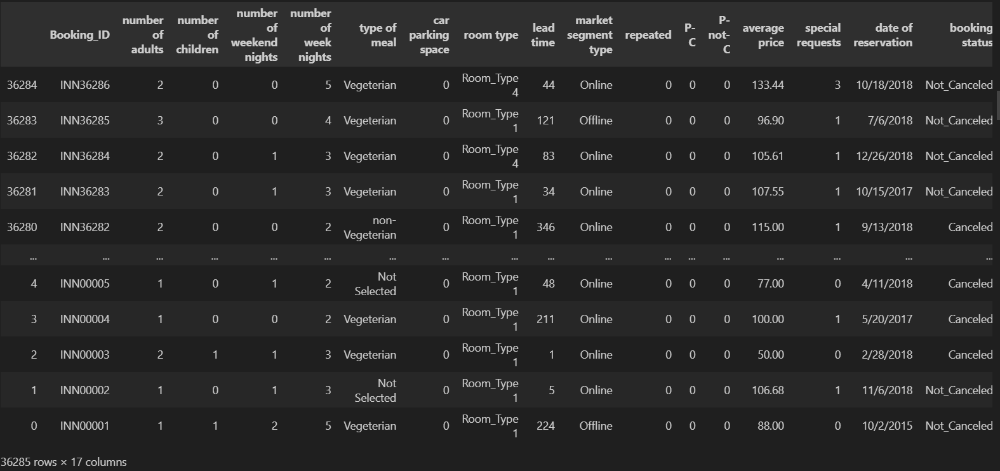 Booking_ID number of adults number of children number of weekend nights number of week nights type of meal car parking space room type lead time market segment type repeated P-C P-not-C average price special requests date of reservation booking status
36284 INN36286 2 0 0 5 Vegeterian 0 Room_Type 4 44 Online 0 0 0 133.44 3 10/18/2018 Not_Canceled
36283 INN36285 3 0 0 4 Vegeterian 0 Room_Type 1 121 Offline 0 0 0 96.90 1 7/6/2018 Not_Canceled
36282 INN36284 2 0 1 3 Vegeterian 0 Room_Type 4 83 Online 0 0 0 105.61 1 12/26/2018 Not_Canceled
36281 INN36283 2 0 1 3 Vegeterian 0 Room_Type 1 34 Online 0 0 0 107.55 1 10/15/2017 Not_Canceled
36280 INN36282 2 0 0 2 non-Vegeterian 0 Room_Type 1 346 Online 0 0 0 115.00 1 9/13/2018 Canceled
... ... ... ... ... ... ... ... ... ... ... ... ... ... ... ... ... ...
4 INN00005 1 0 1 2 Not Selected 0 Room_Type 1 48 Online 0 0 0 77.00 0 4/11/2018 Canceled
3 INN00004 1 0 0 2 Vegeterian 0 Room_Type 1 211 Online 0 0 0 100.00 1 5/20/2017 Canceled
2 INN00003 2 1 1 3 Vegeterian 0 Room_Type 1 1 Online 0 0 0 50.00 0 2/28/2018 Canceled
1 INN00002 1 0 1 3 Not Selected 0 Room_Type 1 5 Online 0 0 0 106.68 1 11/6/2018 Not_Canceled
0 INN00001 1 1 2 5 Vegeterian 0 Room_Type 1 224 Offline 0 0 0 88.00 0 10/2/2015 Not_Canceled
36285 rows × 17 columns